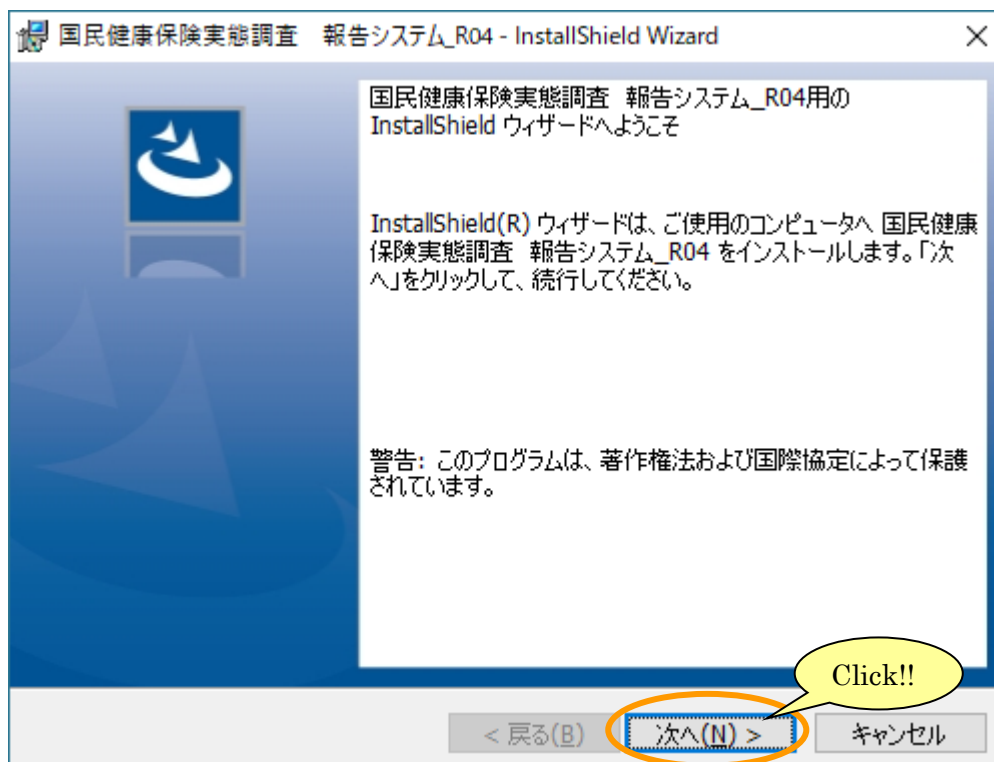 国民健康保険実態調査　報告システム_R04 - InstallShield Wizard
国民健康保険実態調査　報告システム_R04用の
InstallShield ウィザードへようこそ
InstallShield(R) ウィザードは、ご使用のコンピュータへ 国民健康
保険実態調査　報告システム_R04 をインストールします。「次
へ」をクリックして、続行してください。
警告: このプログラムは、著作権法および国際協定によって保護
されています。
Click!!
< 戻る(B)
次へ(N) >
キャンセル